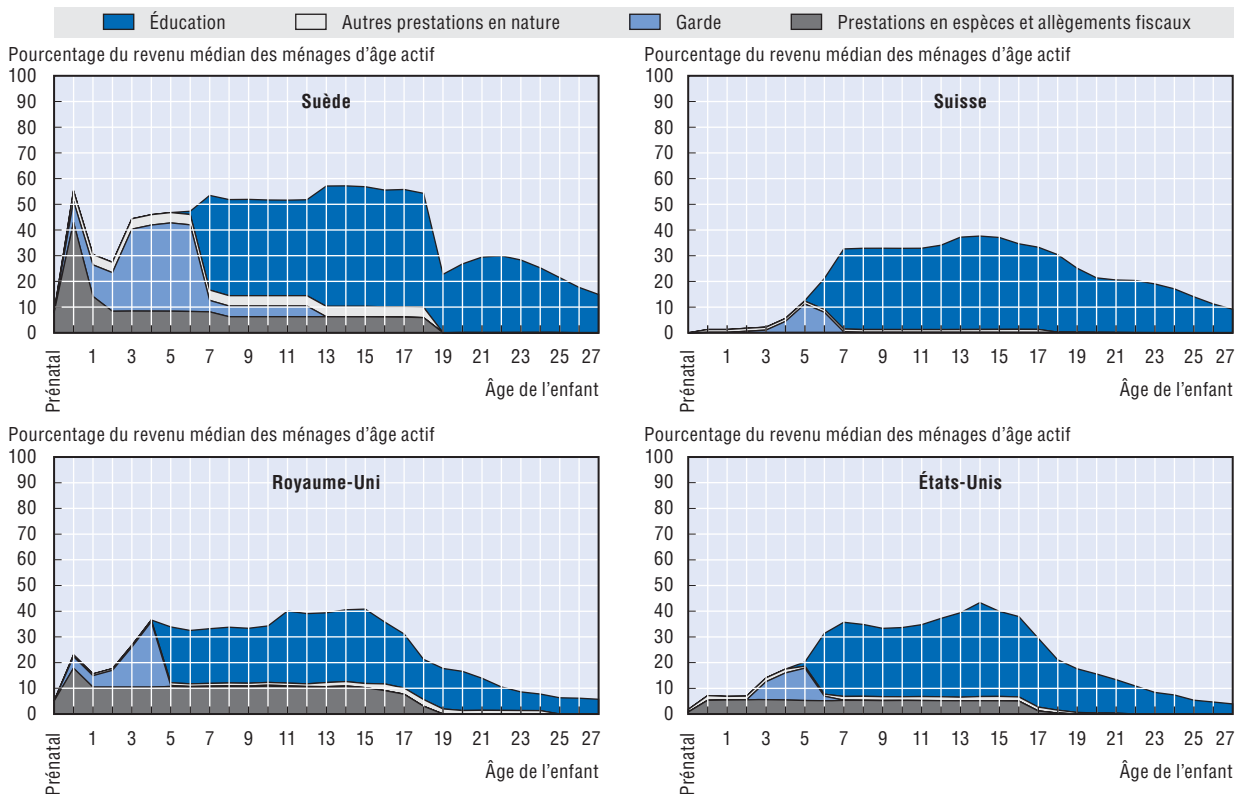 Éducation Autres prestations en nature Garde Prestations en espèces et allègements fiscaux
Pourcentage du revenu médian des ménages d'âge actif
100
90
80
70
60
50
40
30
20
10
0
Suède
Prénatal 1 3 5 7 9 11 13 15 17 19 21 23 25 27
Âge de l'enfant
Pourcentage du revenu médian des ménages d'âge actif
100
90
80
70
60
50
40
30
20
10
0
Suisse
Prénatal 1 3 5 7 9 11 13 15 17 19 21 23 25 27
Âge de l'enfant
Pourcentage du revenu médian des ménages d'âge actif
100
90
80
70
60
50
40
30
20
10
0
Royaume-Uni
Prénatal 1 3 5 7 9 11 13 15 17 19 21 23 25 27
Âge de l'enfant
Pourcentage du revenu médian des ménages d'âge actif
100
90
80
70
60
50
40
30
20
10
0
États-Unis
Prénatal 1 3 5 7 9 11 13 15 17 19 21 23 25 27
Âge de l'enfant